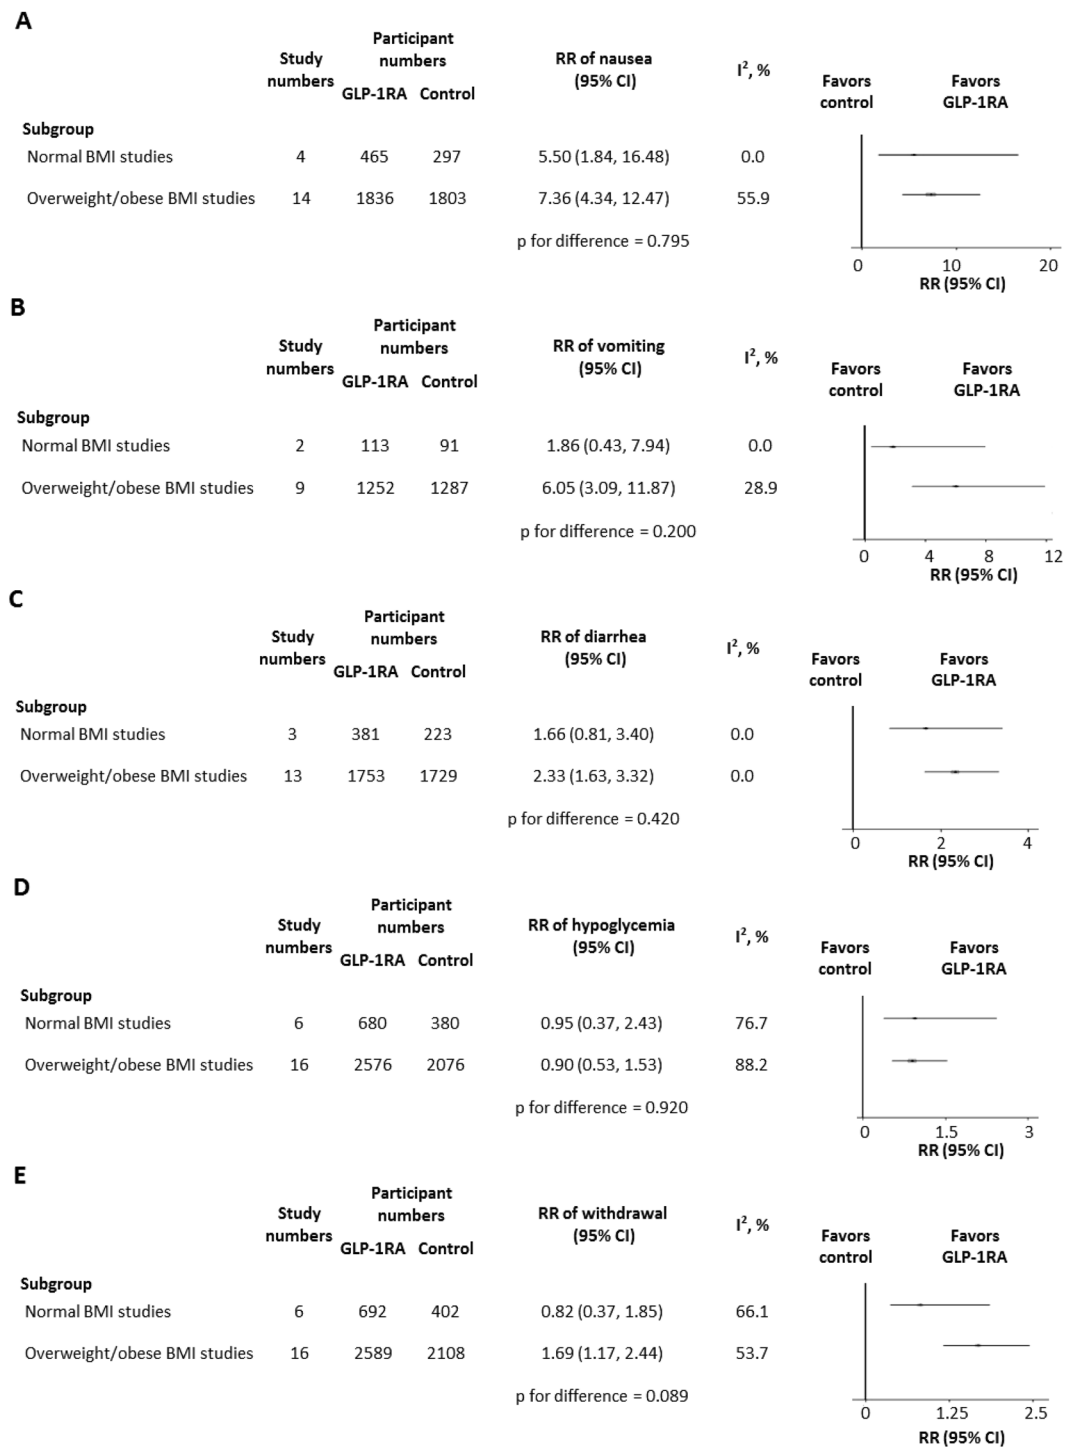 A
Study numbers
Participant numbers
GLP-1RA Control
RR of nausea (95% CI)
I², %
Favors control
Favors GLP-1RA
Subgroup
Normal BMI studies 4 465 297 5.50 (1.84, 16.48) 0.0
Overweight/obese BMI studies 14 1836 1803 7.36 (4.34, 12.47) 55.9
p for difference = 0.795
0 10 20
RR (95% CI)
B
Study numbers
Participant numbers
GLP-1RA Control
RR of vomiting (95% CI)
I², %
Favors control
Favors GLP-1RA
Subgroup
Normal BMI studies 2 113 91 1.86 (0.43, 7.94) 0.0
Overweight/obese BMI studies 9 1252 1287 6.05 (3.09, 11.87) 28.9
p for difference = 0.200
0 4 8 12
RR (95% CI)
C
Study numbers
Participant numbers
GLP-1RA Control
RR of diarrhea (95% CI)
I², %
Favors control
Favors GLP-1RA
Subgroup
Normal BMI studies 3 381 223 1.66 (0.81, 3.40) 0.0
Overweight/obese BMI studies 13 1753 1729 2.33 (1.63, 3.32) 0.0
p for difference = 0.420
0 2 4
RR (95% CI)
D
Study numbers
Participant numbers
GLP-1RA Control
RR of hypoglycemia (95% CI)
I², %
Favors control
Favors GLP-1RA
Subgroup
Normal BMI studies 6 680 380 0.95 (0.37, 2.43) 76.7
Overweight/obese BMI studies 16 2576 2076 0.90 (0.53, 1.53) 88.2
p for difference = 0.920
0 1.5 3
RR (95% CI)
E
Study numbers
Participant numbers
GLP-1RA Control
RR of withdrawal (95% CI)
I², %
Favors control
Favors GLP-1RA
Subgroup
Normal BMI studies 6 692 402 0.82 (0.37, 1.85) 66.1
Overweight/obese BMI studies 16 2589 2108 1.69 (1.17, 2.44) 53.7
p for difference = 0.089
0 1.25 2.5
RR (95% CI)